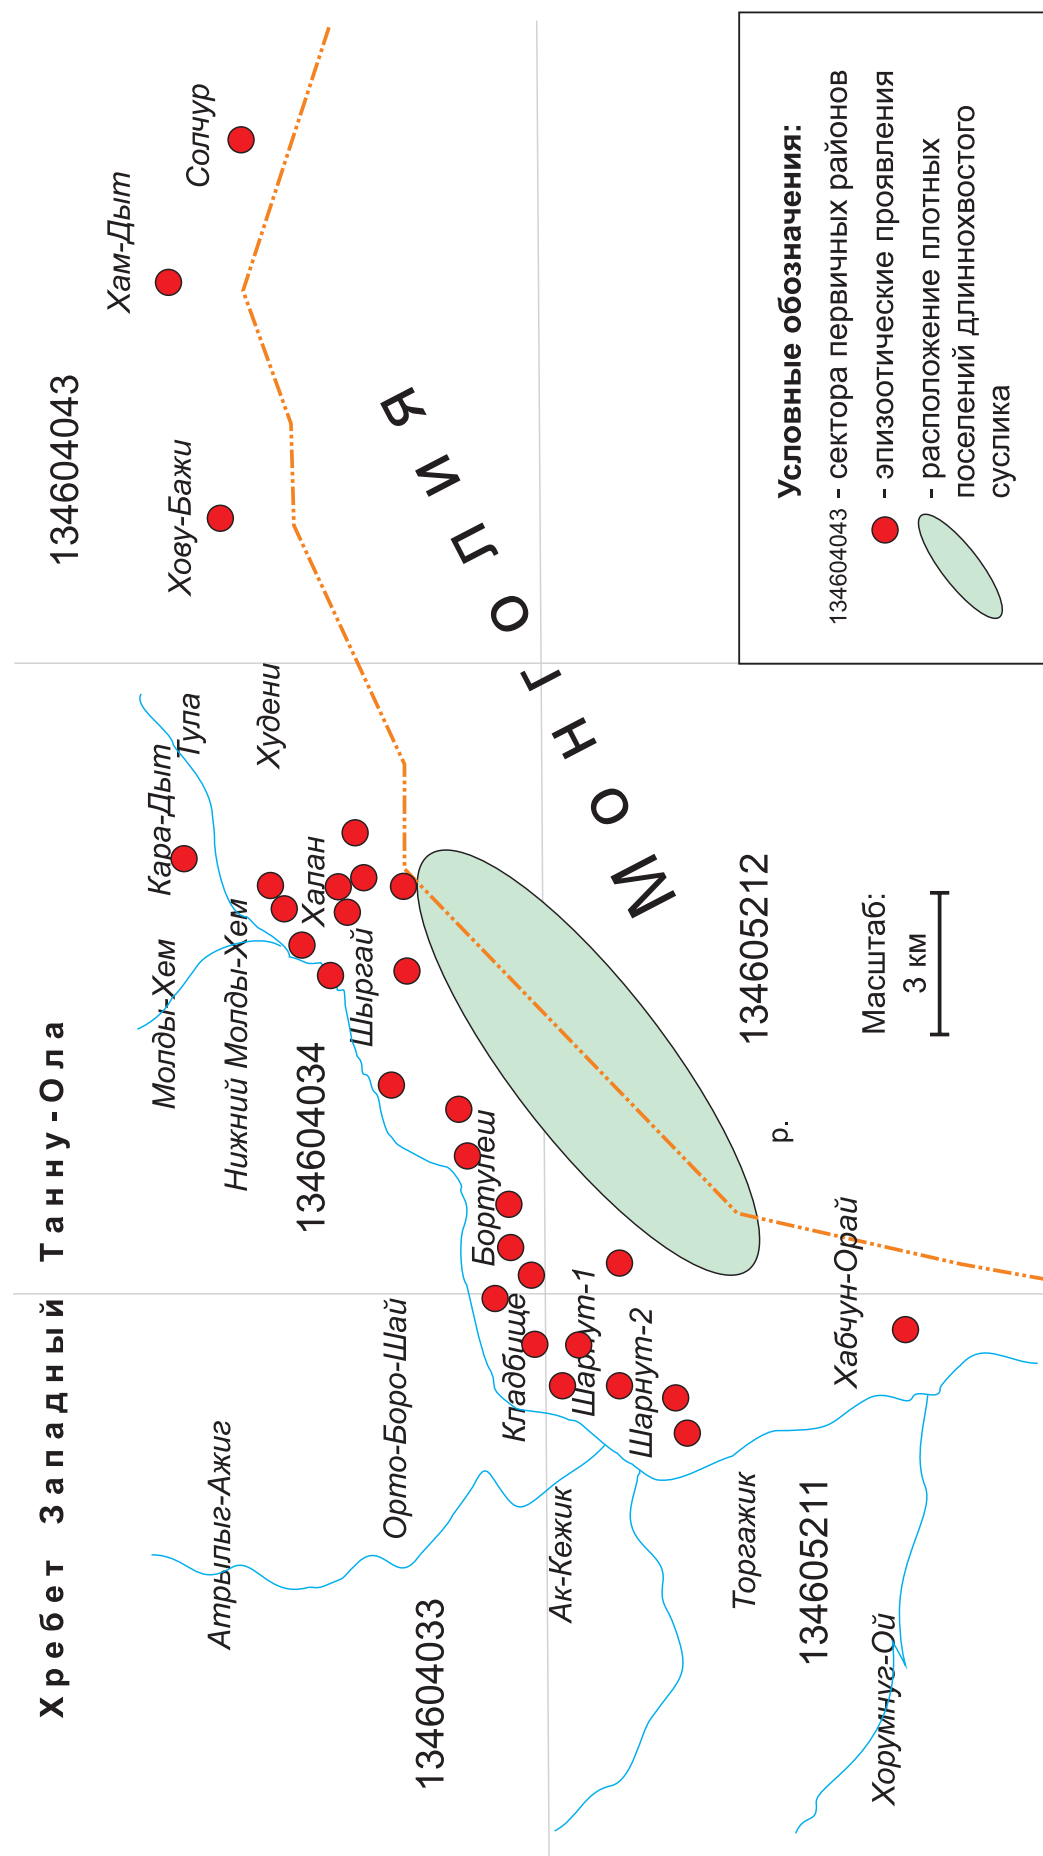 Хребет Западный Танну-Ола
134604043
Хам-Дыт
Солчур
Хову-Бажи
Молды-Хем
Кара-Дыт
Тула
Нижний Молды-Хем
Худени
Атрылыг-Ажиг
134604034
Халан
Шыргай
Орто-Боро-Шай
134604033
Бортулеш
Кладбище
МОНГОЛИЯ
Ак-Кежик
Шарнут-1
Шарнут-2
Торгажик
134605212
р.
134605211
Хабчун-Орай
Хорумнуг-Ой
Масштаб:
3 км
Условные обозначения:
134604043 - сектора первичных районов
- эпизоотические проявления
- расположение плотных
поселений длиннохвостого
суслика